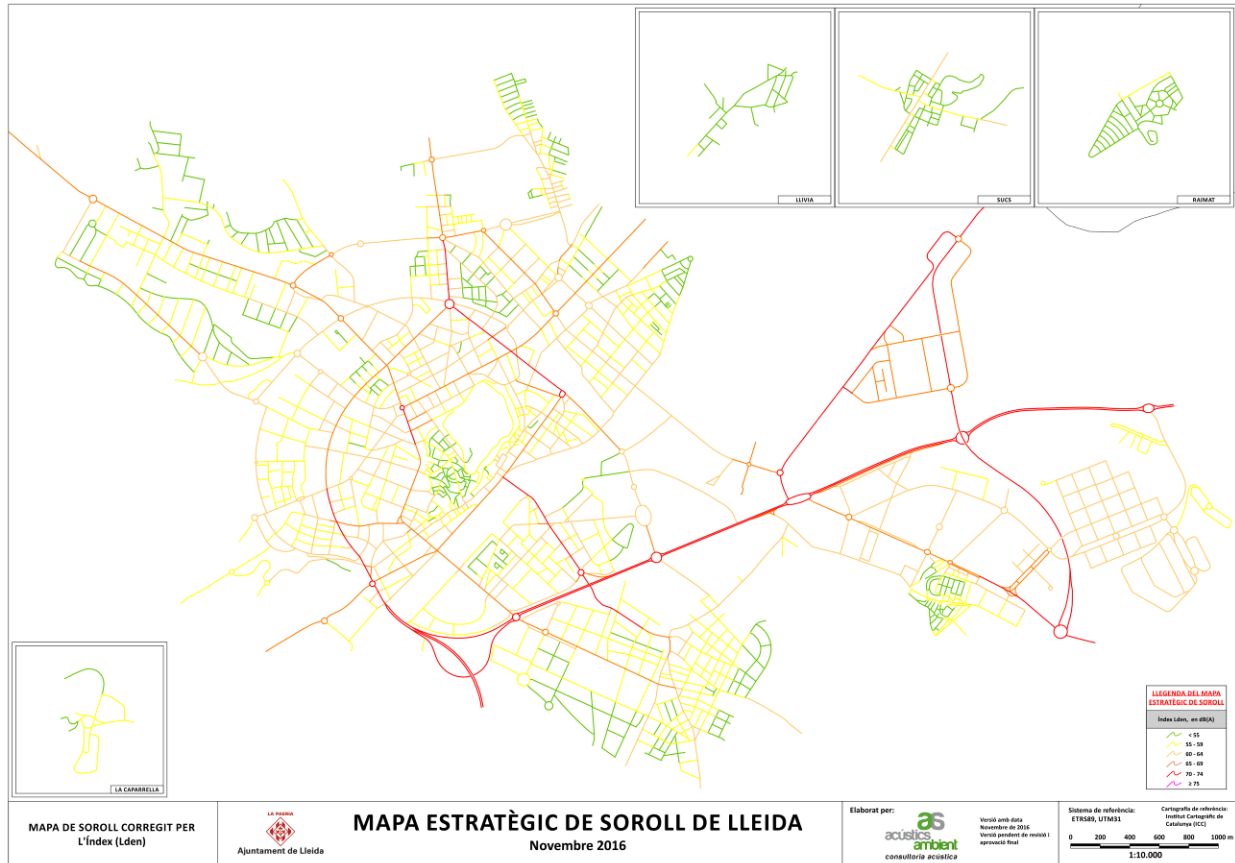 LLÍVIA
SUCS
RAIMAT
LA CAPARRELLA
LLEGENDA DEL MAPA
ESTRATÈGIC DE SOROLL
Índex Lden, en dB(A)
< 55
55 - 59
60 - 64
65 - 69
70 - 74
≥ 75
MAPA DE SOROLL CORREGIT PER
L'Índex (Lden)
LA PAERIA
Ajuntament de Lleida
MAPA ESTRATÈGIC DE SOROLL DE LLEIDA
Novembre 2016
Elaborat per:
as
acústics
ambient
consultoria acústica
Versió amb data
Novembre de 2016
Versió pendent de revisió i
aprovació final
Sistema de referència:
ETRS89, UTM31
Cartografia de referència:
Institut Cartogràfic de
Catalunya (ICC)
0 200 400 600 800 1000 m
1:10.000